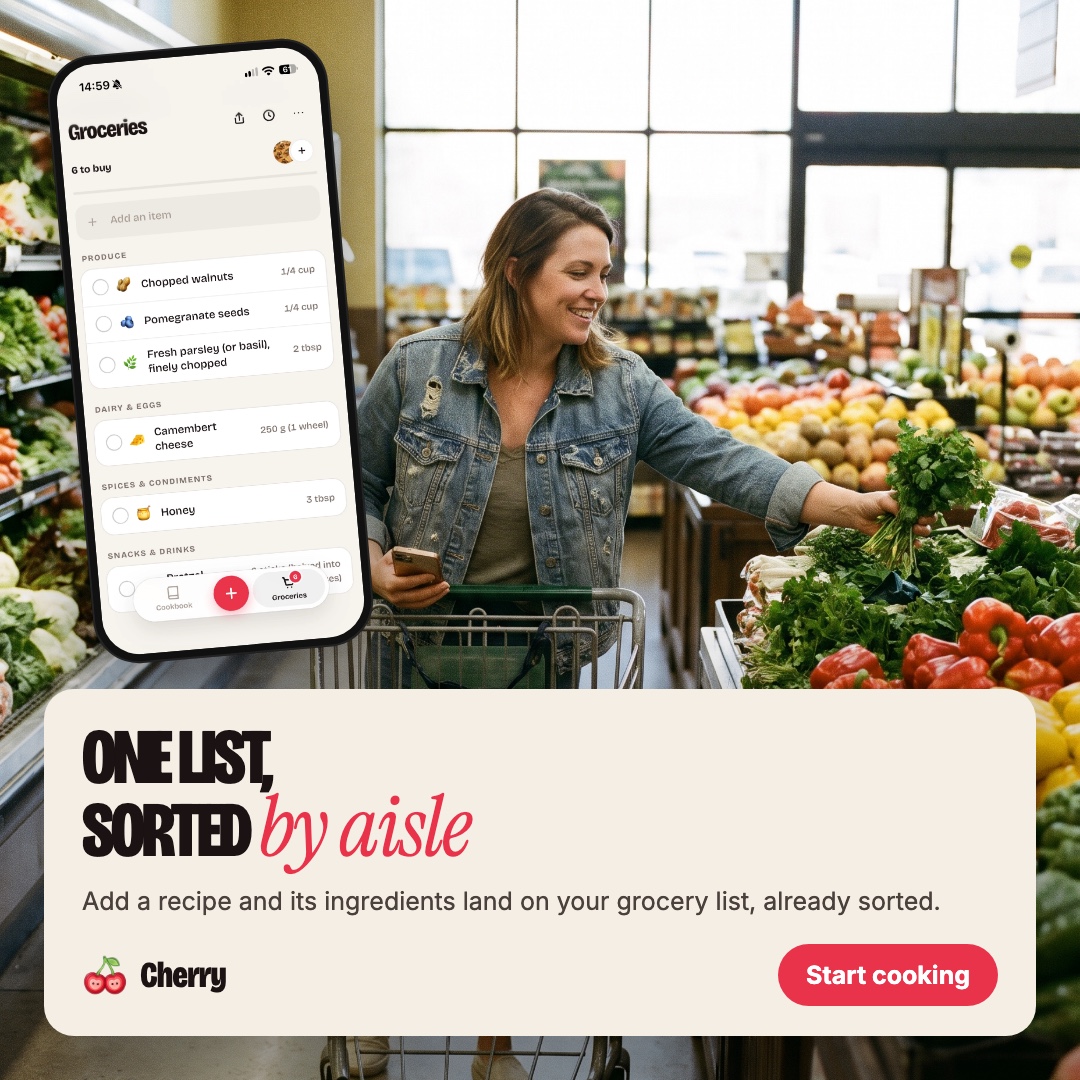 14:59
61
Groceries
6 to buy
+
+ Add an item
PRODUCE
Chopped walnuts 1/4 cup
Pomegranate seeds 1/4 cup
Fresh parsley (or basil), finely chopped 2 tbsp
DAIRY & EGGS
Camembert cheese 250 g (1 wheel)
SPICES & CONDIMENTS
Honey 3 tbsp
SNACKS & DRINKS
into
Cookbook
+
6
Groceries
ONE LIST,
SORTED by aisle
Add a recipe and its ingredients land on your grocery list, already sorted.
Cherry
Start cooking